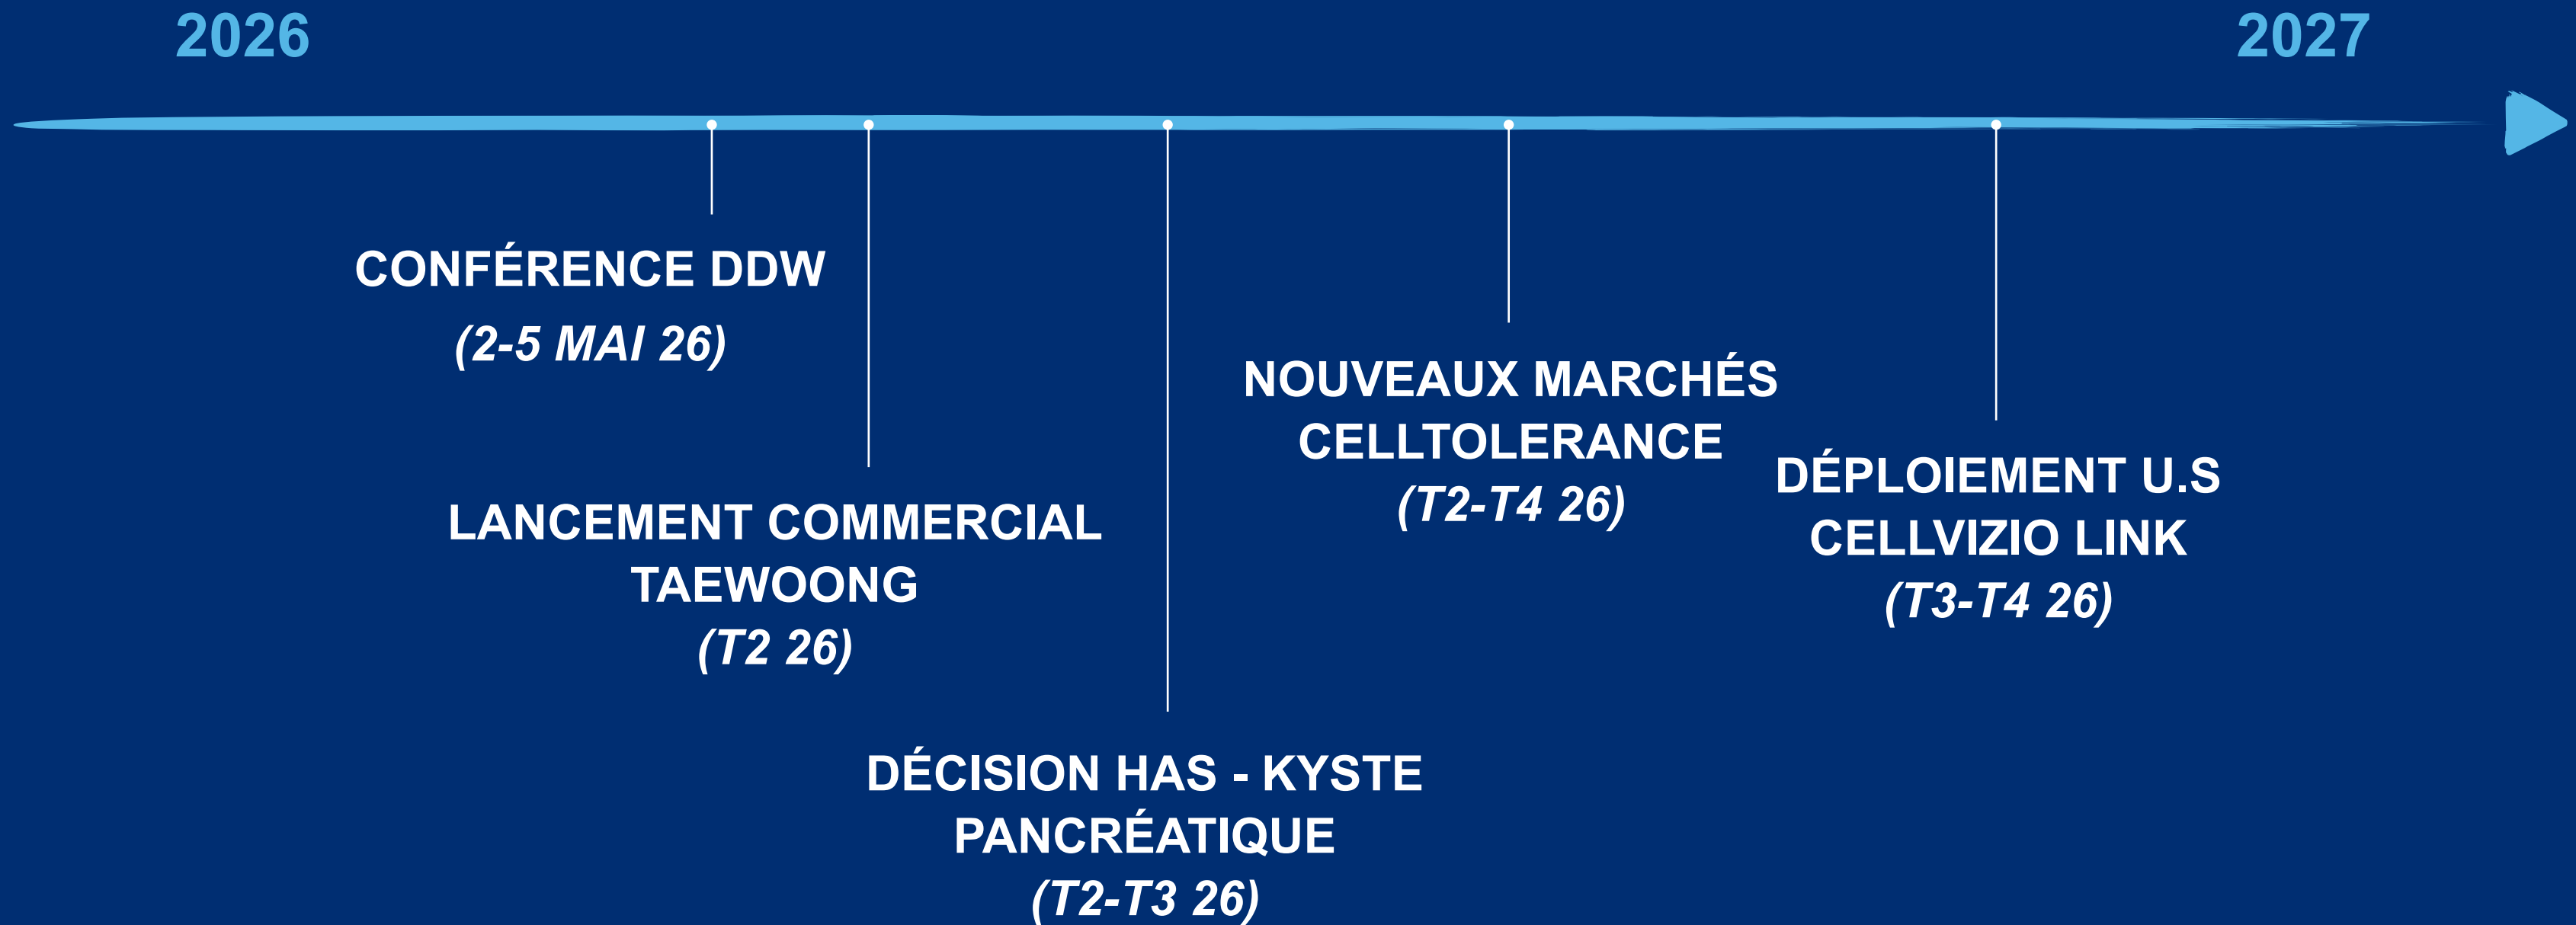 2026
2027
CONFÉRENCE DDW
(2-5 MAI 26)
LANCEMENT COMMERCIAL
TAEWOONG
(T2 26)
DÉCISION HAS - KYSTE
PANCRÉATIQUE
(T2-T3 26)
NOUVEAUX MARCHÉS
CELLTOLERANCE
(T2-T4 26)
DÉPLOIEMENT U.S
CELLVIZIO LINK
(T3-T4 26)